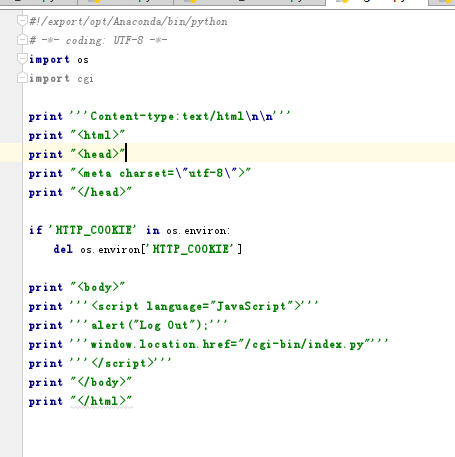 #!/export/opt/Anaconda/bin/python
# -*- coding: UTF-8 -*-
import os
import cgi
print '''Content-type:text/html\n\n'''
print "<html>"
print "<head>"
print "<meta charset=\"utf-8\">"
print "</head>"
if 'HTTP_COOKIE' in os.environ:
    del os.environ['HTTP_COOKIE']
print "<body>"
print '''<script language="JavaScript">'''
print '''alert("Log Out");'''
print '''window.location.href="/cgi-bin/index.py"'''
print '''</script>'''
print "</body>"
print "</html>"